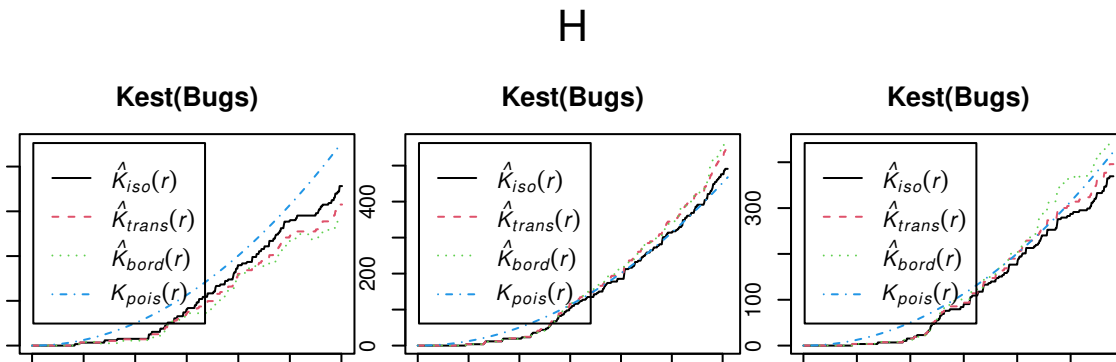 H
Kest(Bugs)
K̂iso(r)
K̂trans(r)
K̂bord(r)
Kpois(r)
Kest(Bugs)
0 200 400
K̂iso(r)
K̂trans(r)
K̂bord(r)
Kpois(r)
Kest(Bugs)
0 100 300
K̂iso(r)
K̂trans(r)
K̂bord(r)
Kpois(r)